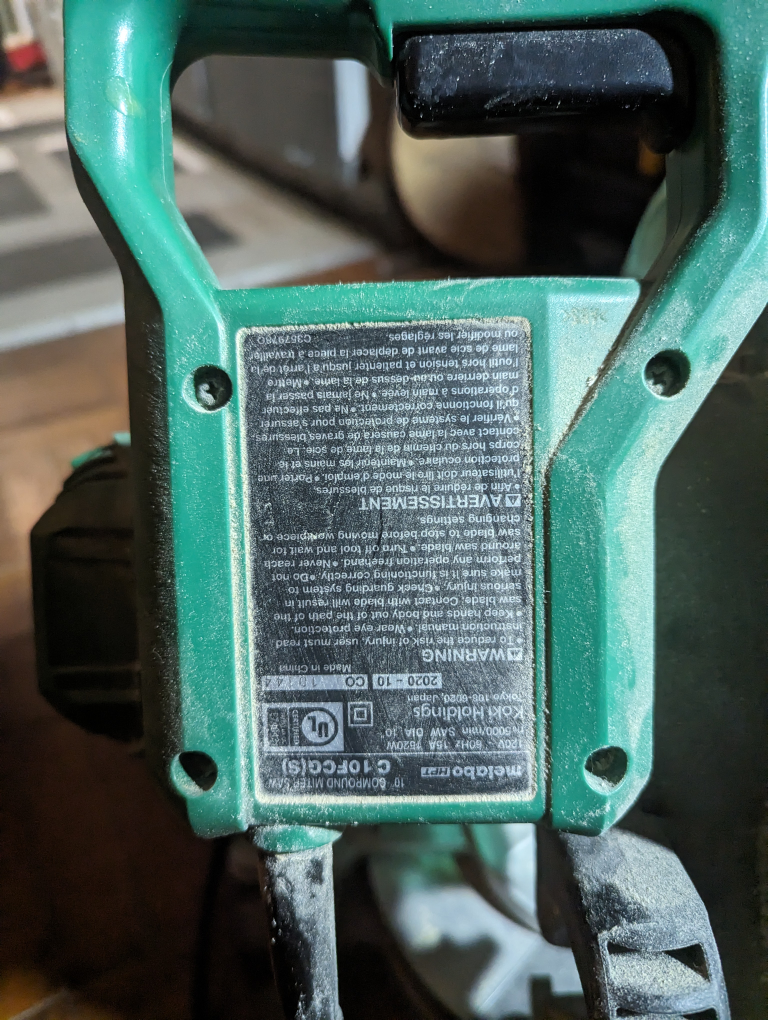 metabo HPT
10" COMPOUND MITER SAW
C 10FCG(S)
120V 60Hz 15A 1520W
n₀5000/min SAW DIA. 10"
Koki Holdings
Tokyo 108-6020, Japan
UL
2020 - 10 CO
Made in China
⚠WARNING
• To reduce the risk of injury, user must read
instruction manual. • Wear eye protection.
• Keep hands and body out of the path of the
saw blade. Contact with blade will result in
serious injury. • Check guarding system to
make sure it is functioning correctly. • Do not
perform any operation freehand. • Never reach
around saw blade. • Turn off tool and wait for
saw blade to stop before moving workpiece or
changing settings.
⚠AVERTISSEMENT
• Afin de réduire le risque de blessures,
l'utilisateur doit lire le mode d'emploi. • Porter une
protection oculaire. • Maintenir les mains et le
corps hors du chemin de la lame de scie. Le
contact avec la lame causera de graves blessures.
• Vérifier le système de protection pour s'assurer
qu'il fonctionne correctement. • Ne pas effectuer
d'opérations à main levée. • Ne jamais passer la
main derrière ou au-dessus de la lame. • Mettre
l'outil hors tension et patienter jusqu'à l'arrêt de la
lame de scie avant de déplacer la pièce à travailler
ou modifier les réglages.